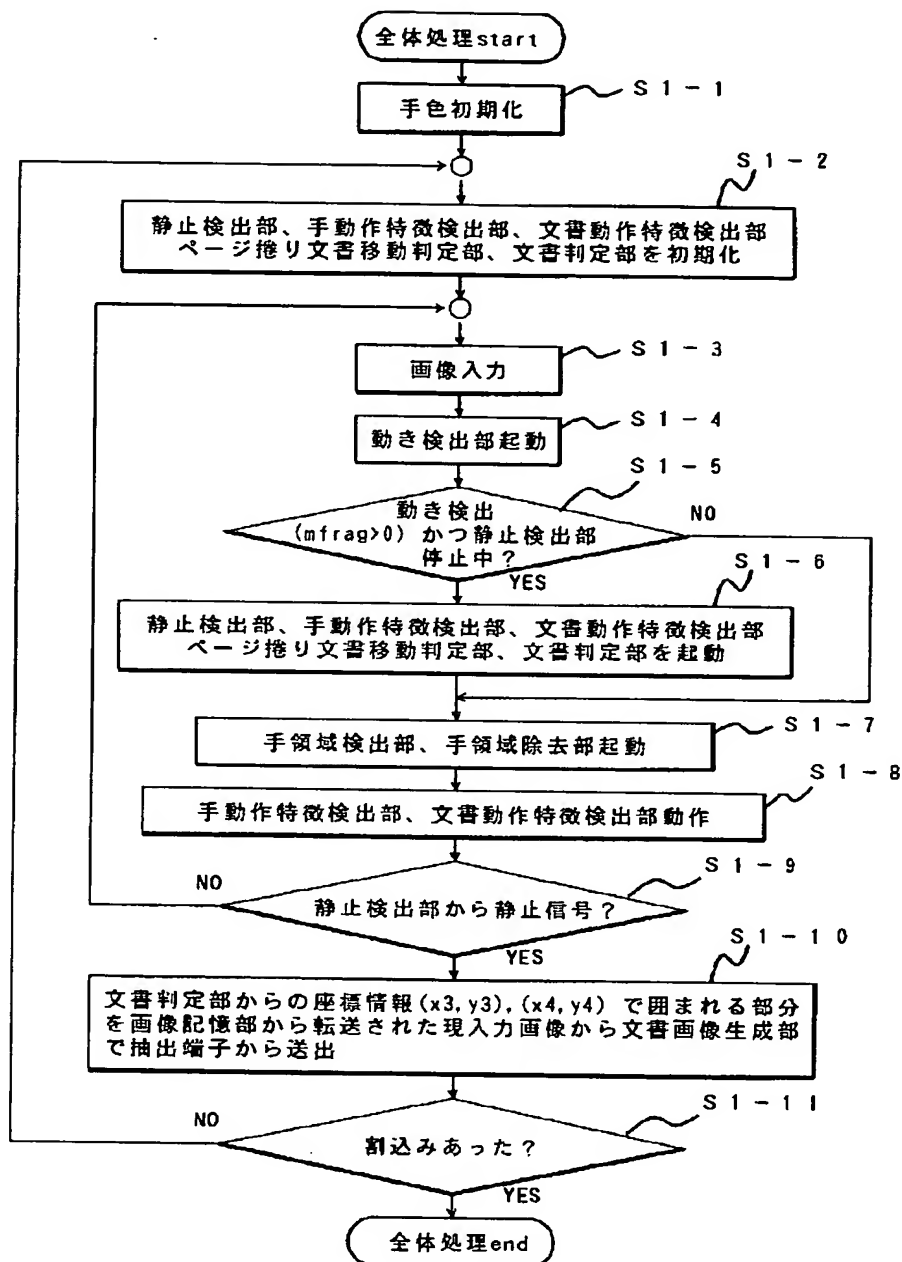 全体処理start
S1-1
手色初期化
S1-2
静止検出部、手動作特徴検出部、文書動作特徴検出部
ページ捲り文書移動判定部、文書判定部を初期化
S1-3
画像入力
S1-4
動き検出部起動
S1-5
動き検出
(mfrag>0) かつ静止検出部
停止中?
NO
YES
S1-6
静止検出部、手動作特徴検出部、文書動作特徴検出部
ページ捲り文書移動判定部、文書判定部を起動
S1-7
手領域検出部、手領域除去部起動
S1-8
手動作特徴検出部、文書動作特徴検出部動作
S1-9
NO
静止検出部から静止信号?
YES
S1-10
文書判定部からの座標情報(x3,y3),(x4,y4)で囲まれる部分
を画像記憶部から転送された現入力画像から文書画像生成部
で抽出端子から送出
S1-11
NO
割込みあった?
YES
全体処理end